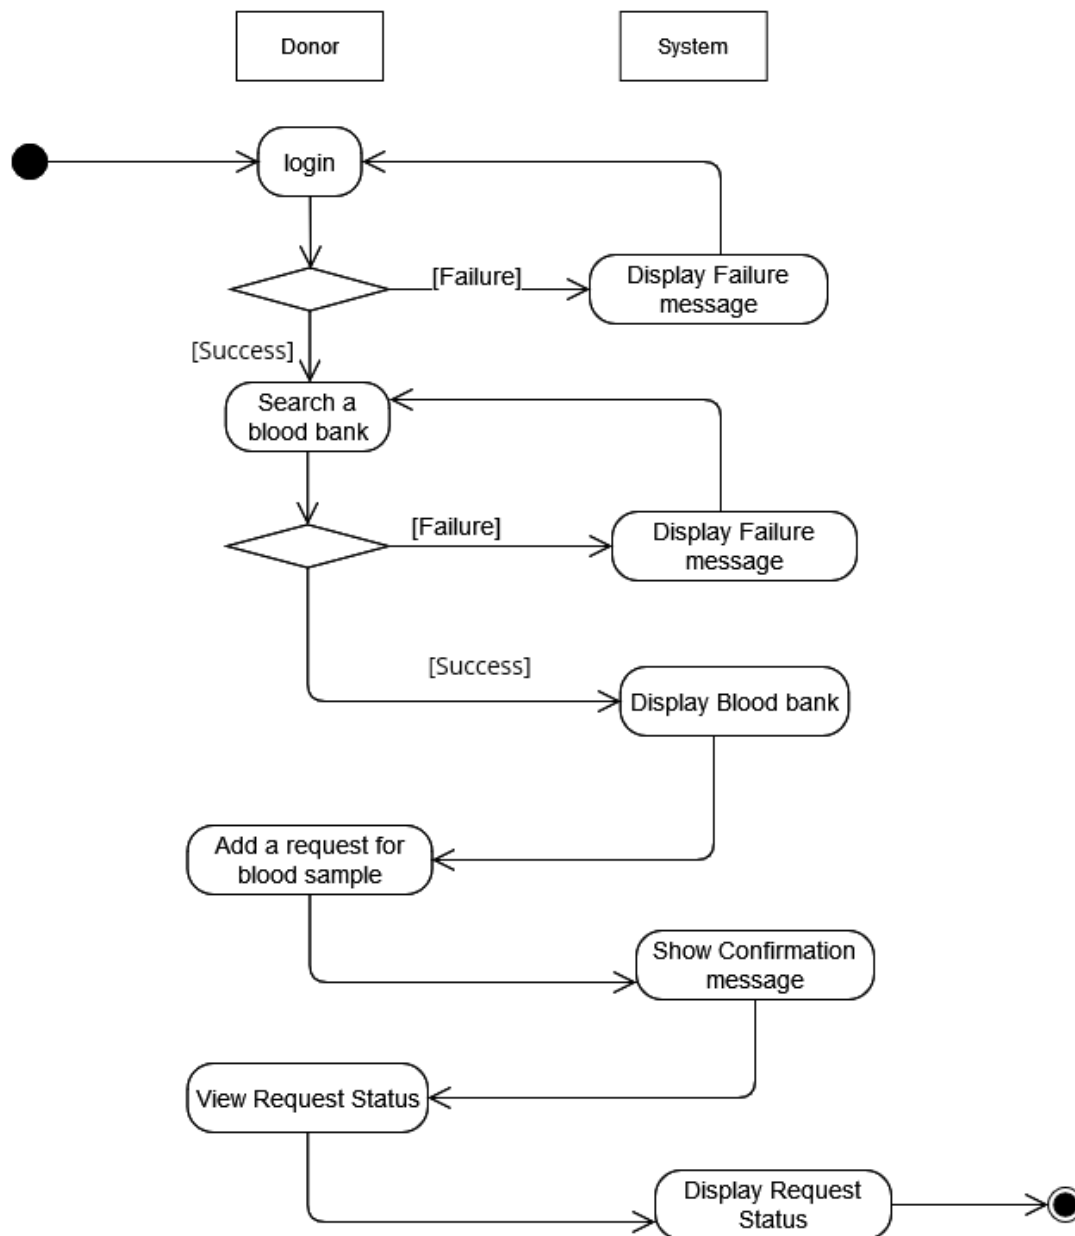 Donor
System
login
[Failure]
Display Failure
message
[Success]
Search a
blood bank
[Failure]
Display Failure
message
[Success]
Display Blood bank
Add a request for
blood sample
Show Confirmation
message
View Request Status
Display Request
Status